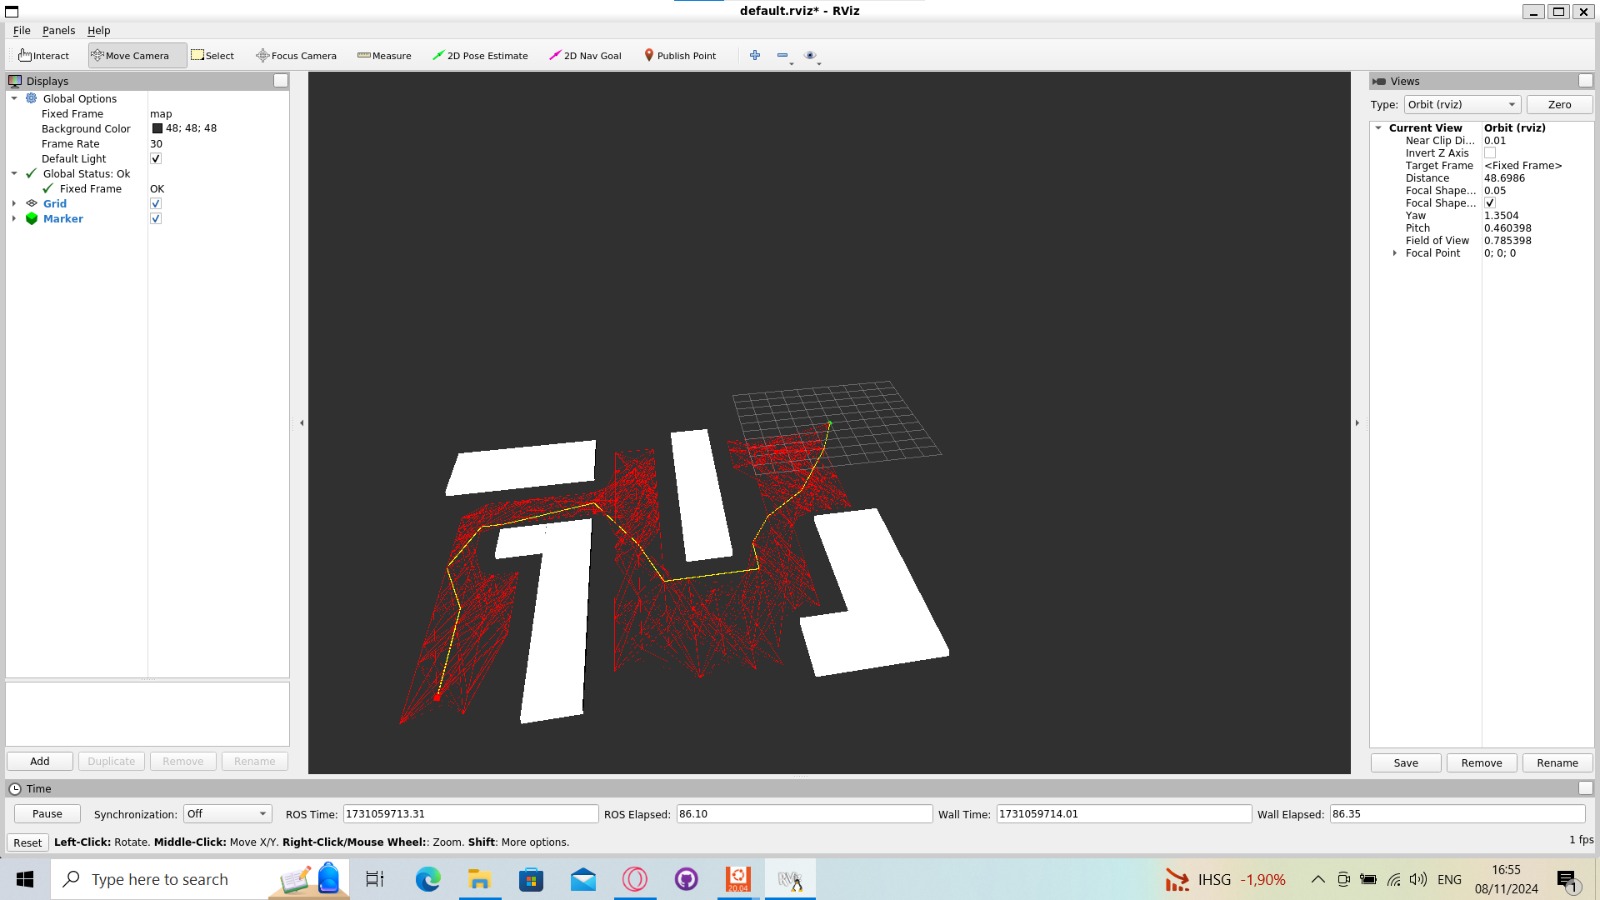 default.rviz* - RViz
File Panels Help
Interact Move Camera Select Focus Camera Measure 2D Pose Estimate 2D Nav Goal Publish Point
Displays
Global Options
Fixed Frame map
Background Color 48; 48; 48
Frame Rate 30
Default Light
Global Status: Ok
Fixed Frame OK
Grid
Marker
Add Duplicate Remove Rename
Views
Type: Orbit (rviz) Zero
Current View Orbit (rviz)
Near Clip Di... 0.01
Invert Z Axis
Target Frame <Fixed Frame>
Distance 48.6986
Focal Shape... 0.05
Focal Shape...
Yaw 1.3504
Pitch 0.460398
Field of View 0.785398
Focal Point 0; 0; 0
Save Remove Rename
Time
Pause Synchronization: Off ROS Time: 1731059713.31 ROS Elapsed: 86.10 Wall Time: 1731059714.01 Wall Elapsed: 86.35
Reset Left-Click: Rotate. Middle-Click: Move X/Y. Right-Click/Mouse Wheel:: Zoom. Shift: More options. 1 fps
Type here to search
20.04
IHSG -1,90%
ENG
16:55
08/11/2024
1